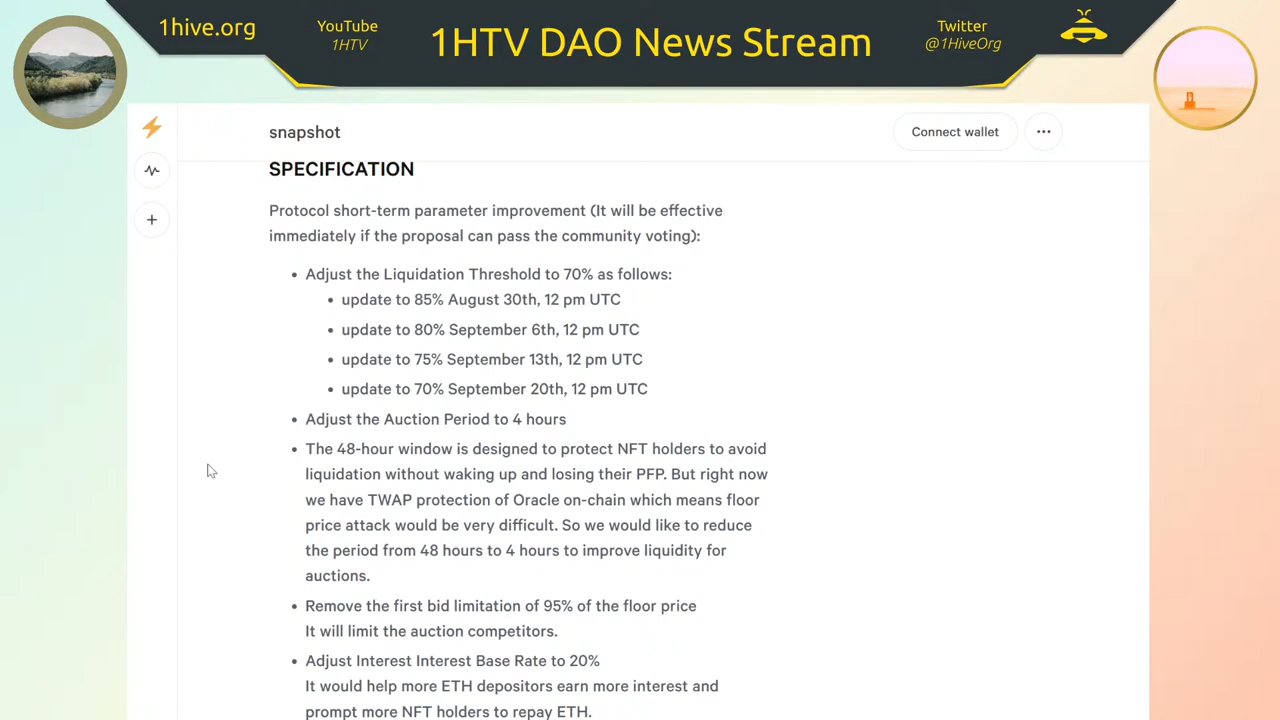 1hive.org
YouTube
1HTV
1HTV DAO News Stream
Twitter
@1HiveOrg
snapshot
Connect wallet
SPECIFICATION
Protocol short-term parameter improvement (It will be effective
immediately if the proposal can pass the community voting):
• Adjust the Liquidation Threshold to 70% as follows:
• update to 85% August 30th, 12 pm UTC
• update to 80% September 6th, 12 pm UTC
• update to 75% September 13th, 12 pm UTC
• update to 70% September 20th, 12 pm UTC
• Adjust the Auction Period to 4 hours
• The 48-hour window is designed to protect NFT holders to avoid
liquidation without waking up and losing their PFP. But right now
we have TWAP protection of Oracle on-chain which means floor
price attack would be very difficult. So we would like to reduce
the period from 48 hours to 4 hours to improve liquidity for
auctions.
• Remove the first bid limitation of 95% of the floor price
It will limit the auction competitors.
• Adjust Interest Interest Base Rate to 20%
It would help more ETH depositors earn more interest and
prompt more NFT holders to repay ETH.